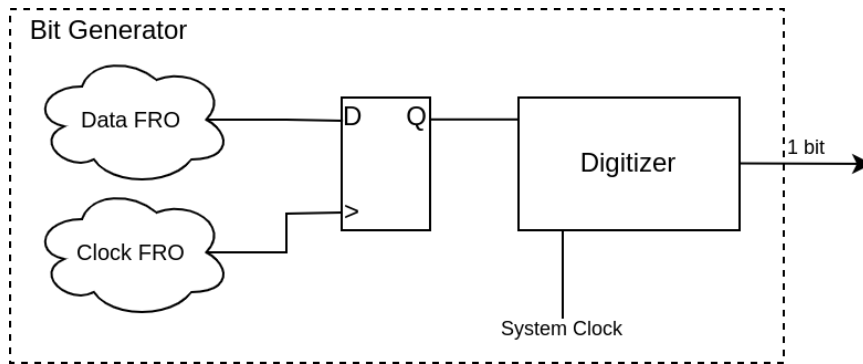 Bit Generator
Data FRO
D
Q
Digitizer
1 bit
Clock FRO
>
System Clock